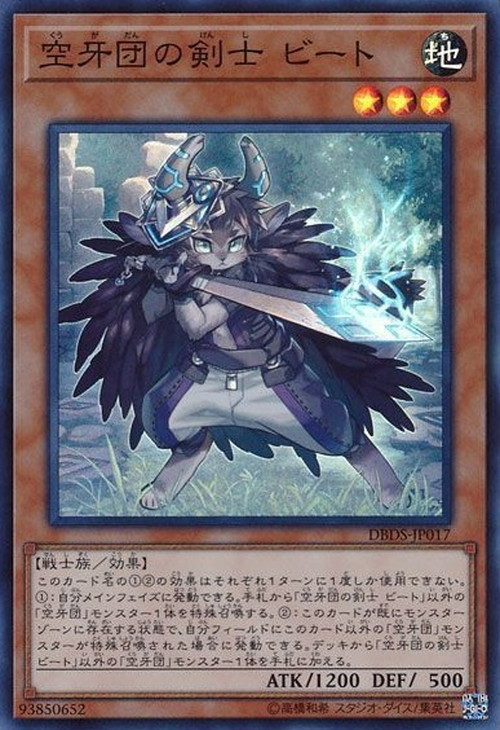 空牙団の剣士 ビート
地
DBDS-JP017
【戦士族／効果】
このカード名の①②の効果はそれぞれ1ターンに1度しか使用できない。
①：自分メインフェイズに発動できる。手札から「空牙団の剣士 ビート」以外の
「空牙団」モンスター1体を特殊召喚する。②：このカードが既にモンスター
ゾーンに存在する状態で、自分フィールドにこのカード以外の「空牙団」モン
スターが特殊召喚された場合に発動できる。デッキから「空牙団の剣士
ビート」以外の「空牙団」モンスター1体を手札に加える。
ATK/1200 DEF/ 500
93850652 ©高橋和希 スタジオ・ダイス/集英社